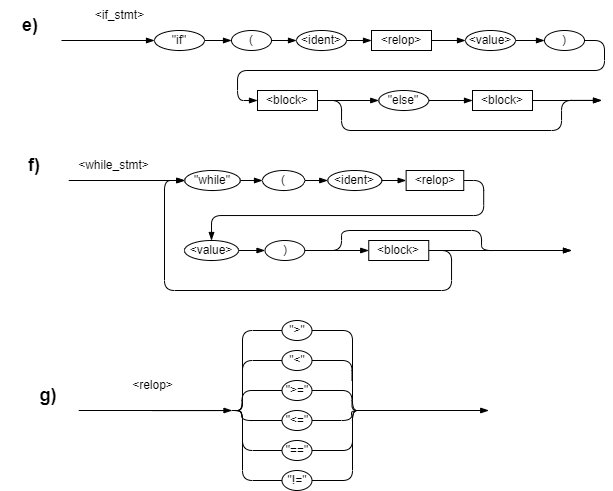 e) <if_stmt>
"if" ( <ident> <relop> <value> )
<block> "else" <block>
f) <while_stmt>
"while" ( <ident> <relop>
<value> ) <block>
g) <relop>
">"
"<"
">="
"<="
"=="
"!="